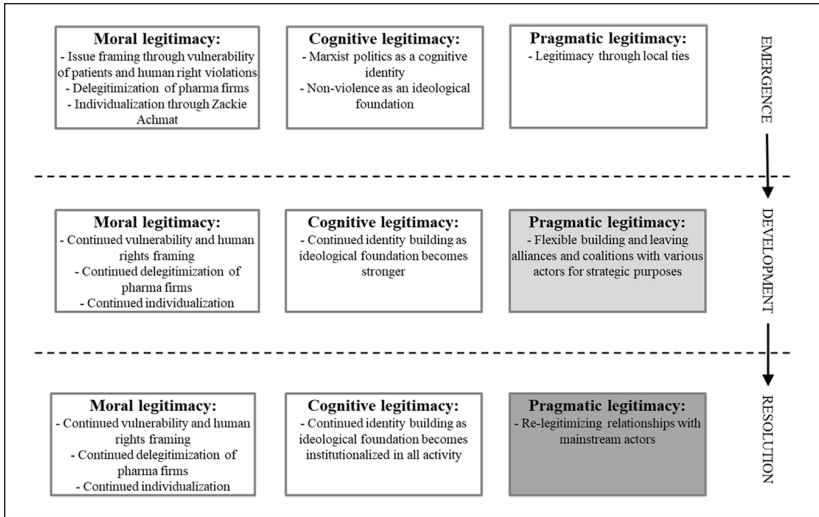 Moral legitimacy:
- Issue framing through vulnerability
of patients and human right violations
- Delegitimization of pharma firms
- Individualization through Zackie
Achmat
Cognitive legitimacy:
- Marxist politics as a cognitive
identity
- Non-violence as an ideological
foundation
Pragmatic legitimacy:
- Legitimacy through local ties
EMERGENCE
Moral legitimacy:
- Continued vulnerability and human
rights framing
- Continued delegitimization of
pharma firms
- Continued individualization
Cognitive legitimacy:
- Continued identity building as
ideological foundation becomes
stronger
Pragmatic legitimacy:
- Flexible building and leaving
alliances and coalitions with various
actors for strategic purposes
DEVELOPMENT
Moral legitimacy:
- Continued vulnerability and human
rights framing
- Continued delegitimization of
pharma firms
- Continued individualization
Cognitive legitimacy:
- Continued identity building as
ideological foundation becomes
institutionalized in all activity
Pragmatic legitimacy:
- Re-legitimizing relationships with
mainstream actors
RESOLUTION